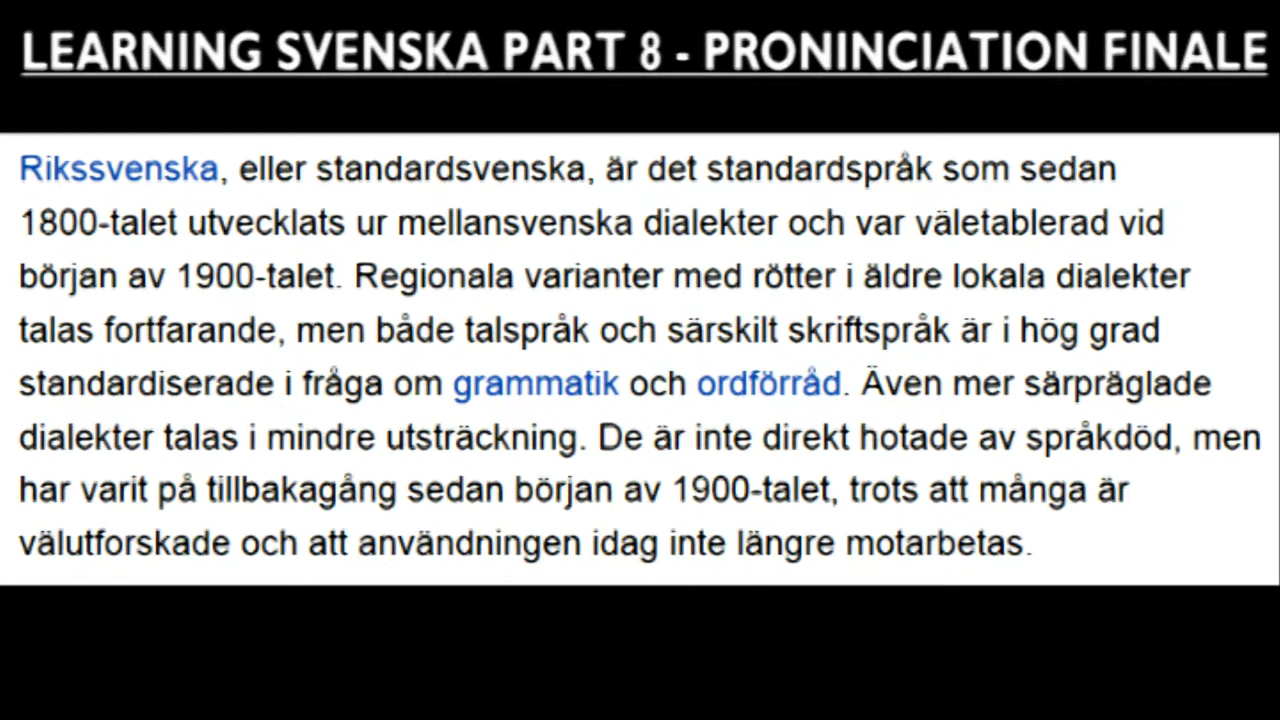 LEARNING SVENSKA PART 8 - PRONINCIATION FINALE
Rikssvenska, eller standardsvenska, är det standardspråk som sedan
1800-talet utvecklats ur mellansvenska dialekter och var väletablerad vid
början av 1900-talet. Regionala varianter med rötter i äldre lokala dialekter
talas fortfarande, men både talspråk och särskilt skriftspråk är i hög grad
standardiserade i fråga om grammatik och ordförråd. Även mer särpräglade
dialekter talas i mindre utsträckning. De är inte direkt hotade av språkdöd, men
har varit på tillbakagång sedan början av 1900-talet, trots att många är
välutforskade och att användningen idag inte längre motarbetas.